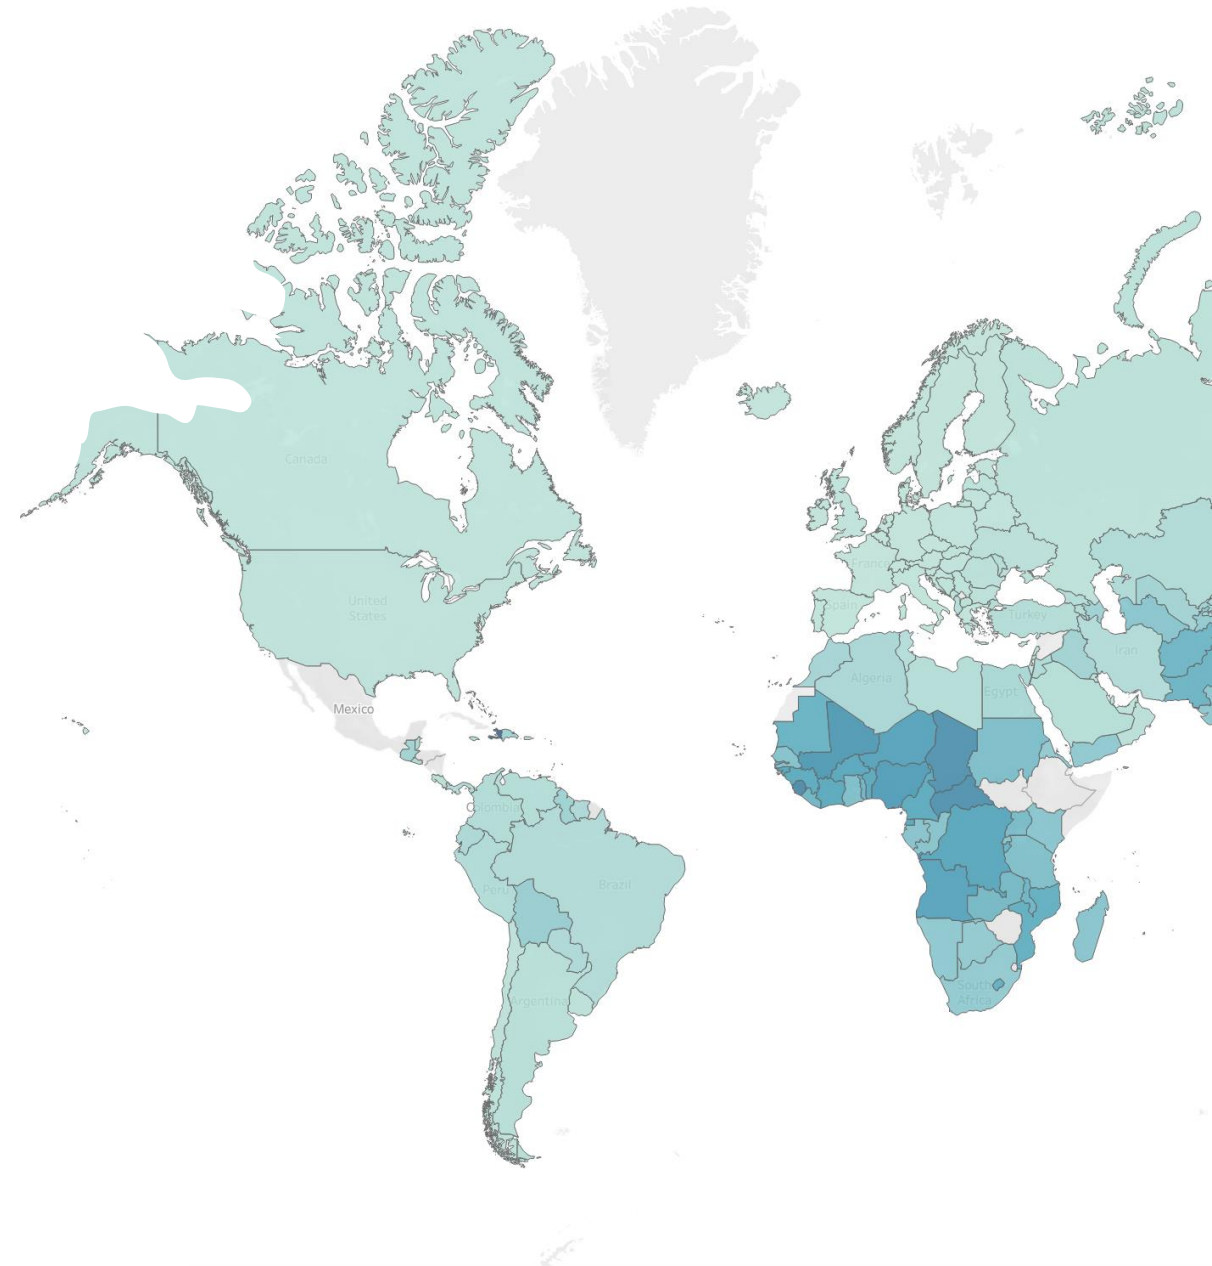 Canada
United
States
Mexico
Colombia
Peru
Brazil
Argentina
France
Spain
Turkey
Iran
Algeria
Egypt
South
Africa